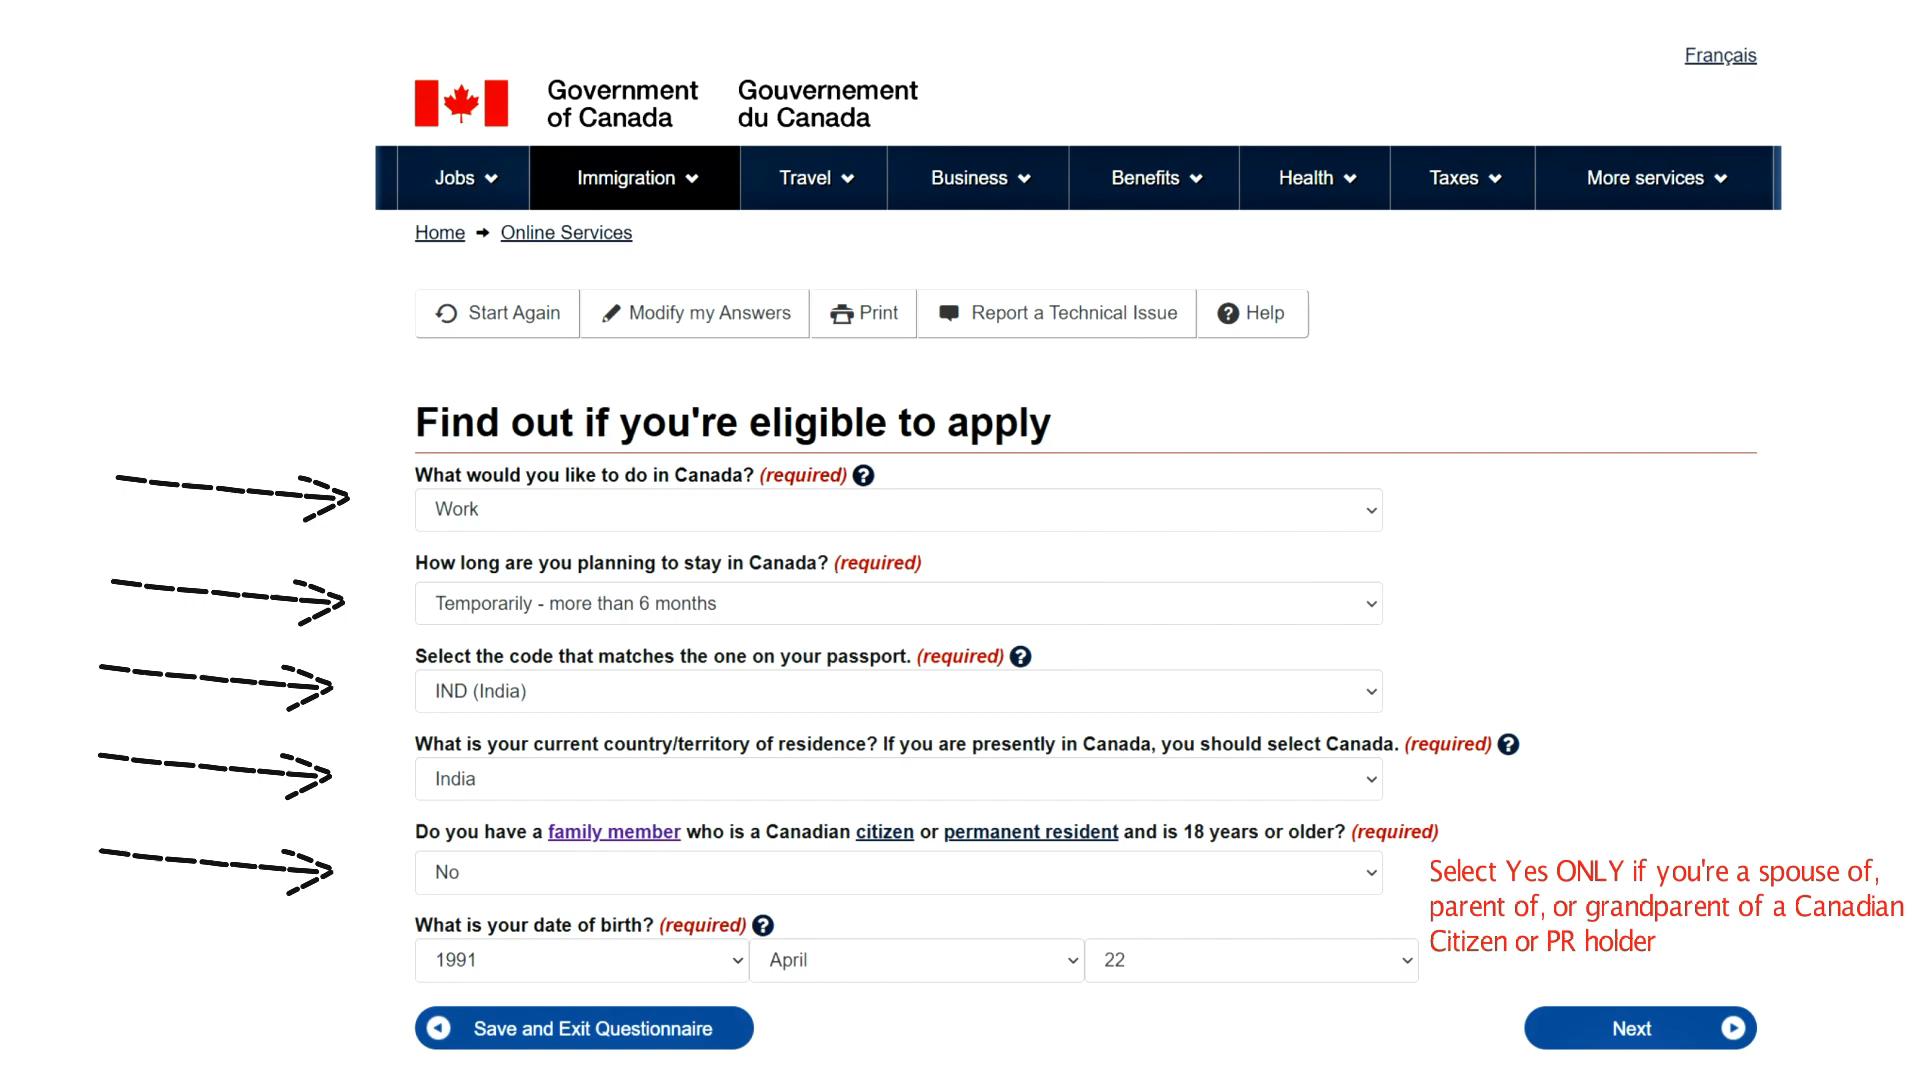 Français
Government of Canada
Gouvernement du Canada
Jobs Immigration Travel Business Benefits Health Taxes More services
Home Online Services
Start Again Modify my Answers Print Report a Technical Issue Help
Find out if you're eligible to apply
What would you like to do in Canada? (required)
Work
How long are you planning to stay in Canada? (required)
Temporarily - more than 6 months
Select the code that matches the one on your passport. (required)
IND (India)
What is your current country/territory of residence? If you are presently in Canada, you should select Canada. (required)
India
Do you have a family member who is a Canadian citizen or permanent resident and is 18 years or older? (required)
No
Select Yes ONLY if you're a spouse of,
parent of, or grandparent of a Canadian
Citizen or PR holder
What is your date of birth? (required)
1991 April 22
Save and Exit Questionnaire Next